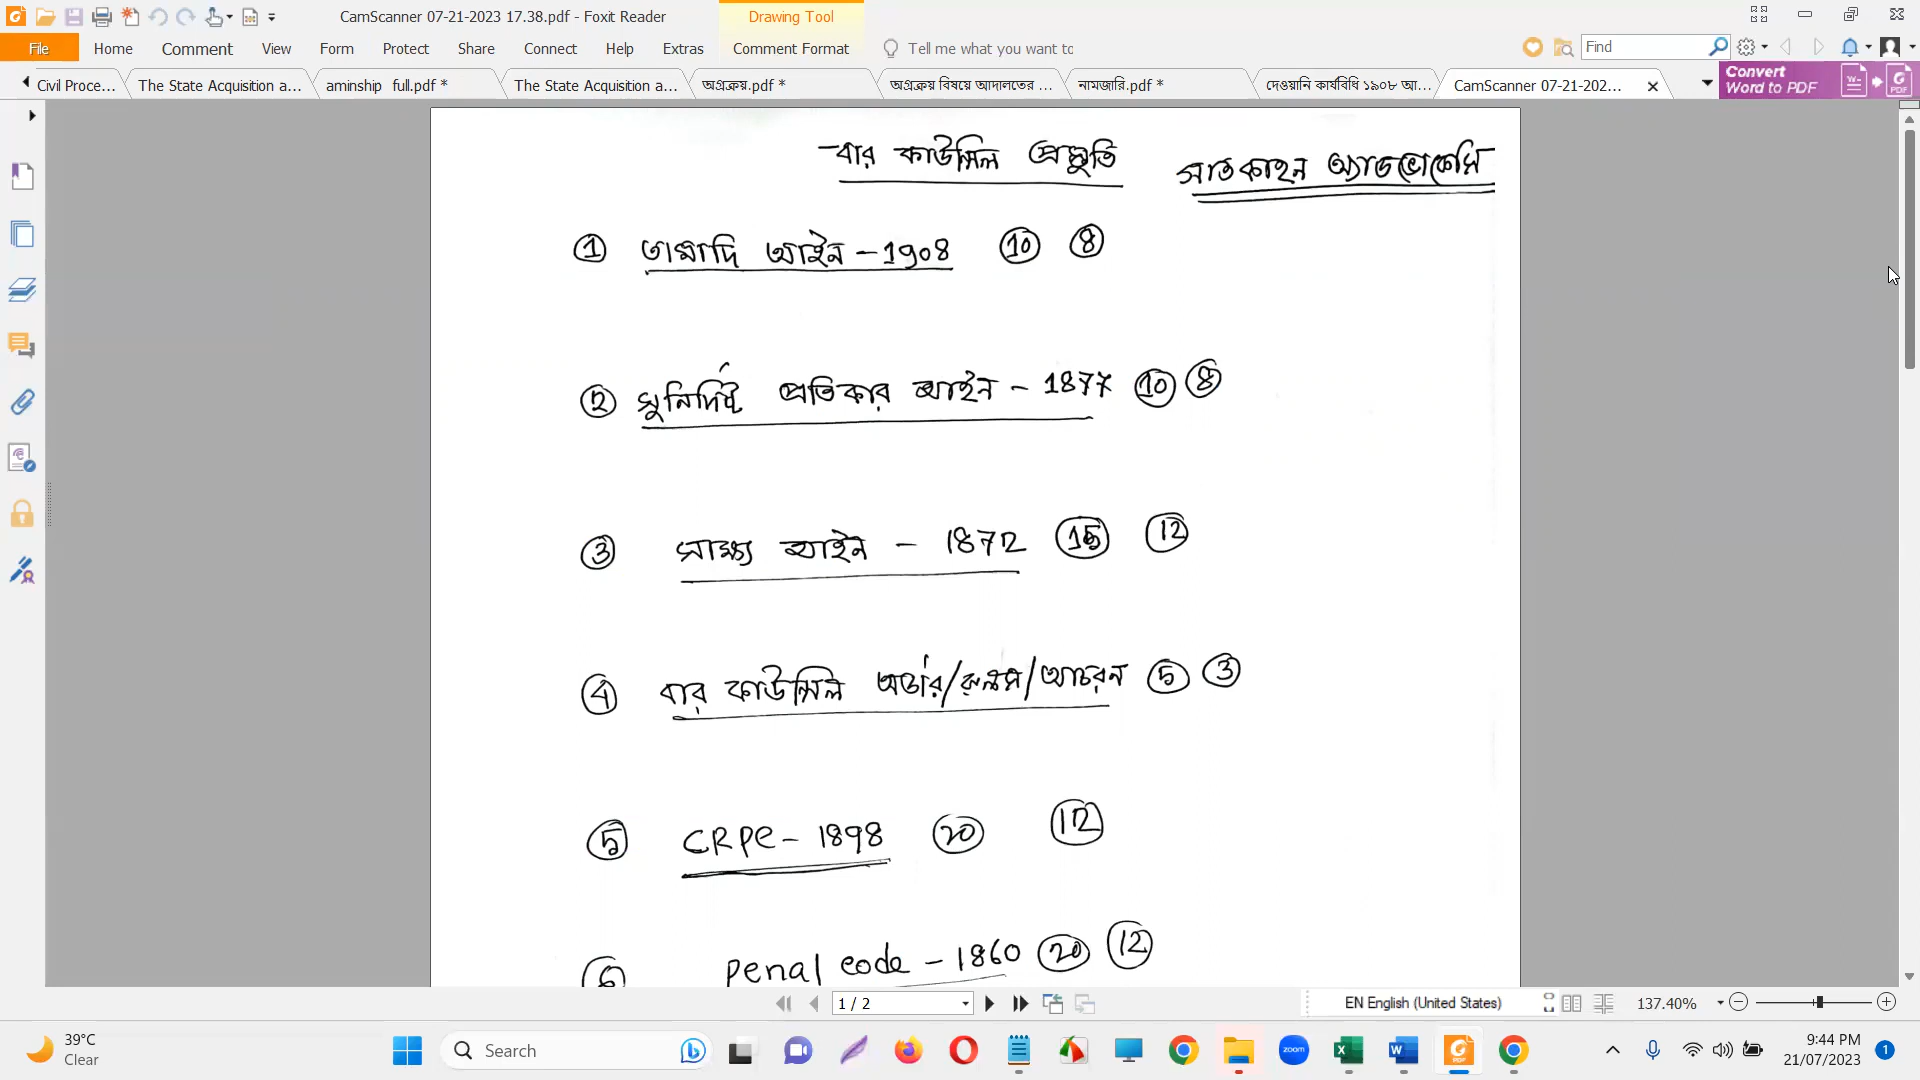 CamScanner 07-21-2023 17.38.pdf - Foxit Reader
Drawing Tool
File Home Comment View Form Protect Share Connect Help Extras Comment Format Tell me what you want to Find
Civil Proce... The State Acquisition a... aminship full.pdf * The State Acquisition a... অগ্রক্রয়.pdf * অগ্রক্রয় বিষয়ে আদালতের ... নামজারি.pdf * দেওয়ানি কার্যবিধি ১৯০৮ আ... CamScanner 07-21-202... Convert Word to PDF
বার কাউন্সিল প্রস্তুতি সাতকাহন অ্যাডভোকেসি
1 তামাদি আইন - 1908 10 8
2 সুনির্দিষ্ট প্রতিকার আইন - 1877 10 8
3 সাক্ষ্য আইন - 1872 15 12
4 বার কাউন্সিল অর্ডার/রুলস/আচরন 5 3
5 CRPC - 1898 20 12
6 Penal code - 1860 20 12
1 / 2 EN English (United States) 137.40%
39°C
Clear
Search
zoom
9:44 PM
21/07/2023
1